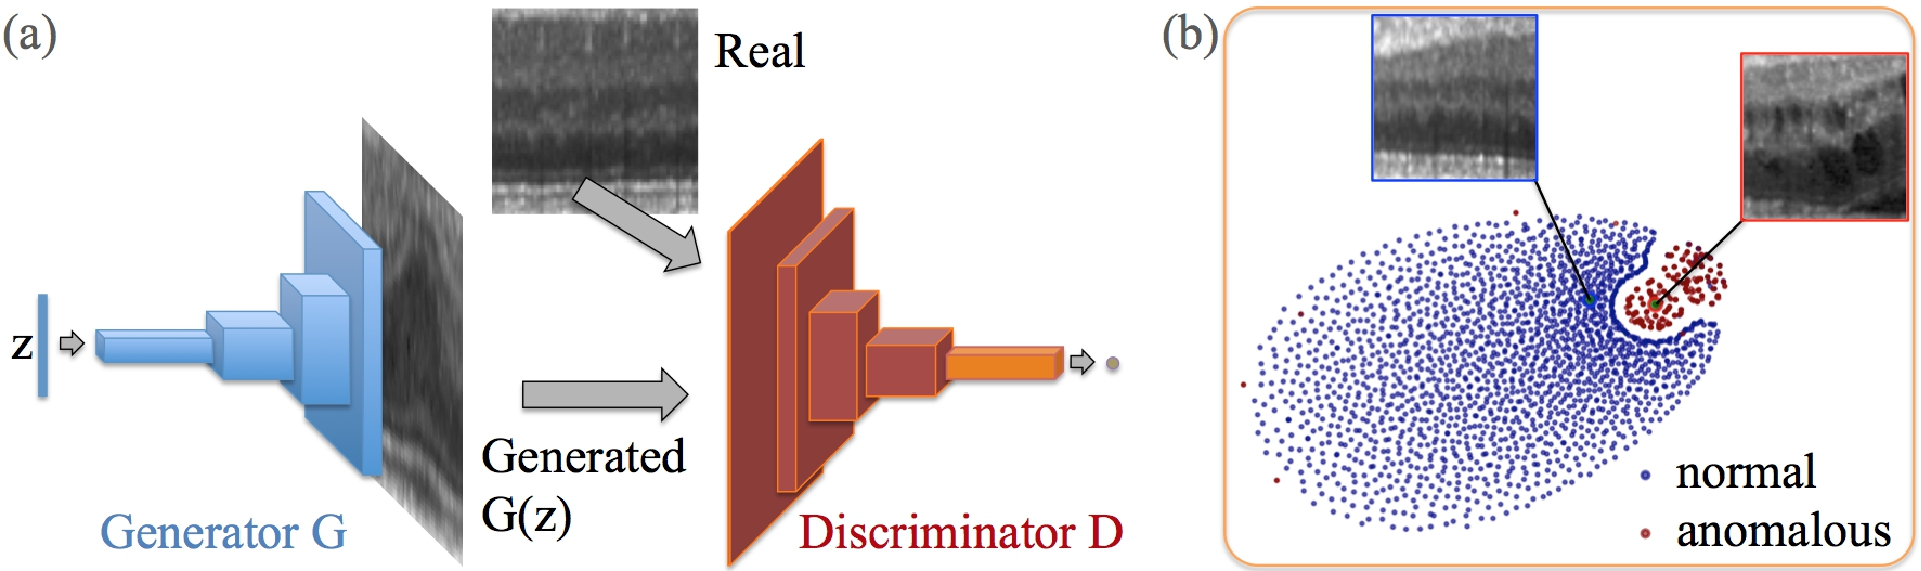 (a)
Real
z
Generated
G(z)
Generator G
Discriminator D
(b)
normal
anomalous